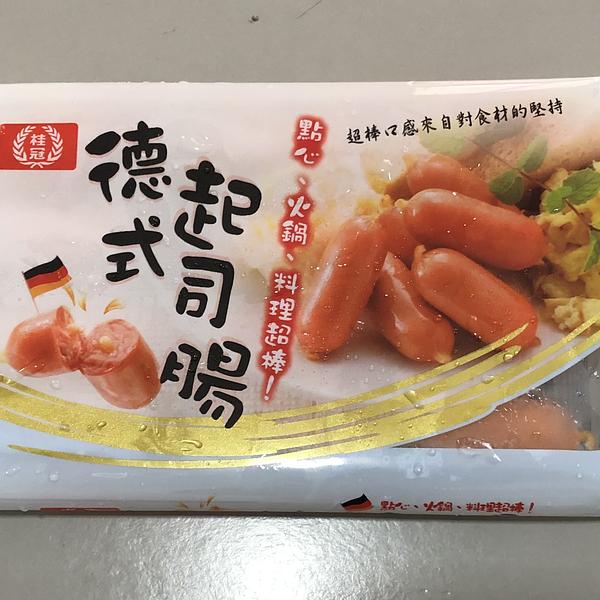 桂冠
德式
起司腸
點心、火鍋、料理超棒！
超棒口感來自對食材的堅持
點心、火鍋、料理超棒！